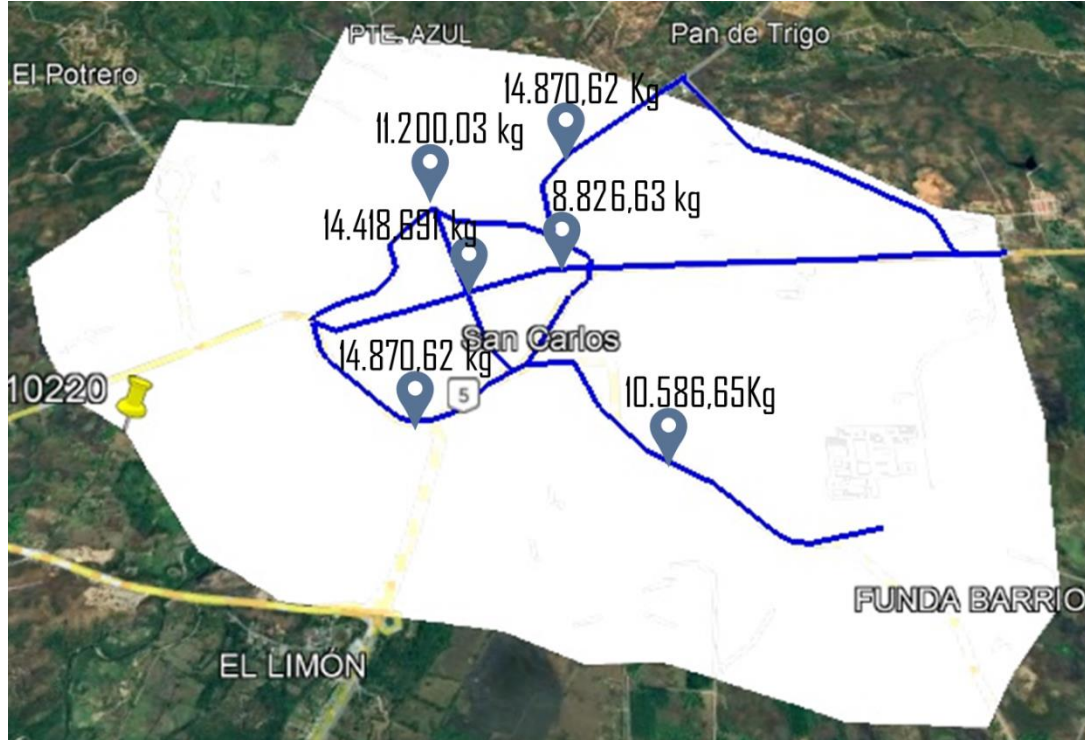 PTE. AZUL
Pan de Trigo
El Potrero
14.870,62 Kg
11.200,03 kg
8.826,63 kg
14.418,691 kg
San Carlos
14.870,62 kg
10220
5
10.586,65Kg
FUNDA BARRIO
EL LIMÓN